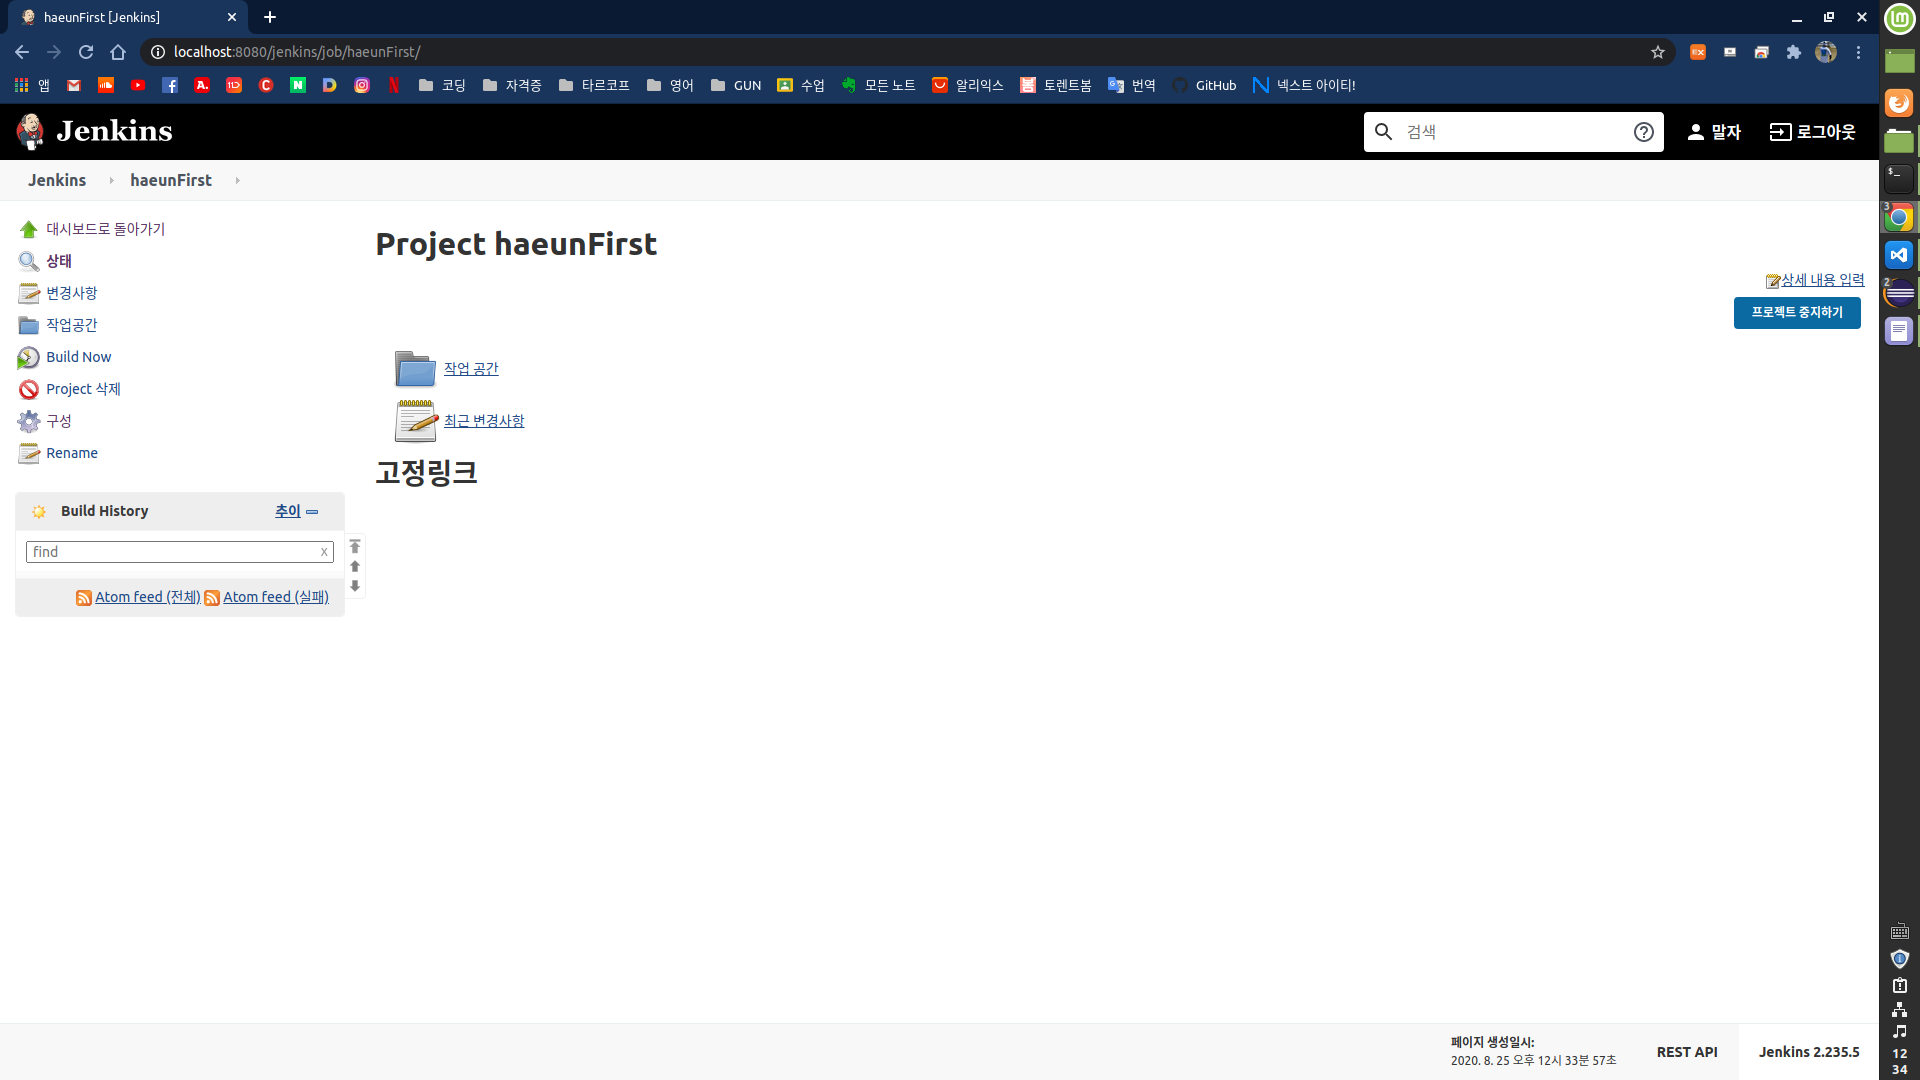 haeunFirst [Jenkins]
localhost:8080/jenkins/job/haeunFirst/
앱
코딩
자격증
타르코프
영어
GUN
수업
모든 노트
알리익스
토렌트봄
번역
GitHub
넥스트 아이티!
Jenkins
검색
말자
로그아웃
Jenkins
haeunFirst
대시보드로 돌아가기
상태
변경사항
작업공간
Build Now
Project 삭제
구성
Rename
Build History
추이
find
x
Atom feed (전체)
Atom feed (실패)
Project haeunFirst
상세 내용 입력
프로젝트 중지하기
작업 공간
최근 변경사항
고정링크
페이지 생성일시:
2020. 8. 25 오후 12시 33분 57초
REST API
Jenkins 2.235.5
3
2
12
34